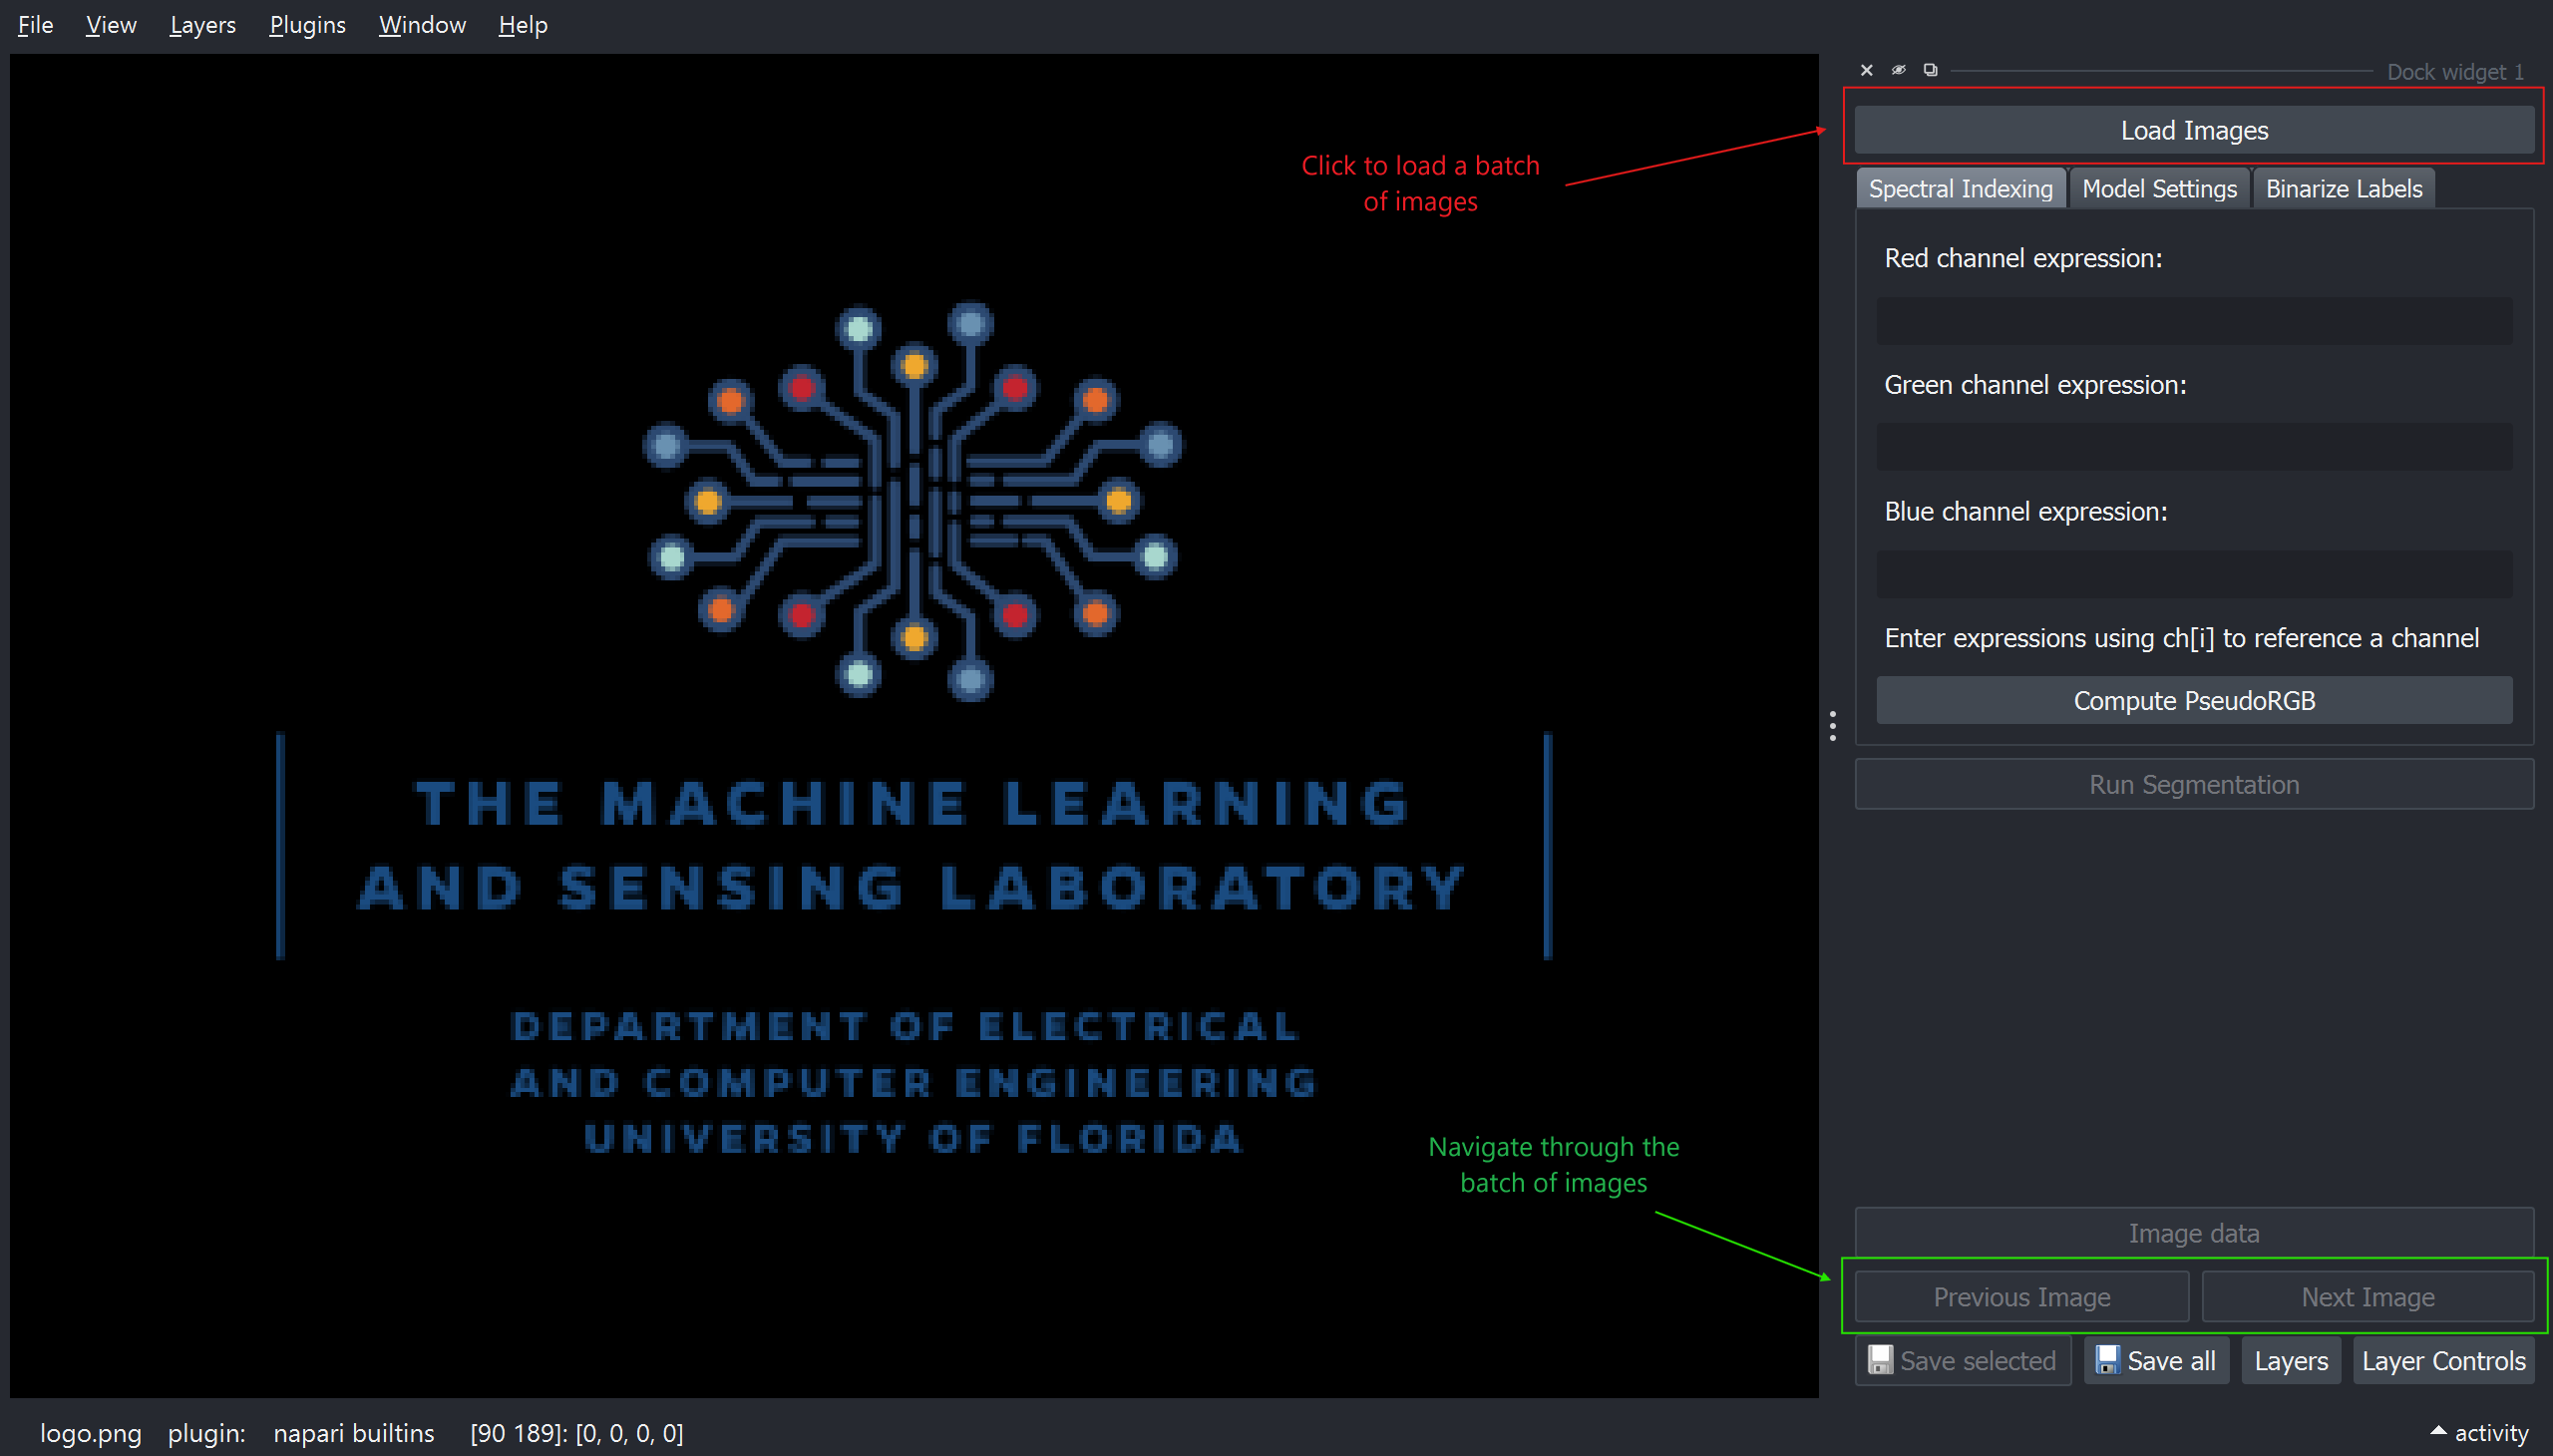 File View Layers Plugins Window Help
Dock widget 1
Load Images
Click to load a batch
of images
Spectral Indexing Model Settings Binarize Labels
Red channel expression:
Green channel expression:
Blue channel expression:
Enter expressions using ch[i] to reference a channel
Compute PseudoRGB
Run Segmentation
THE MACHINE LEARNING
AND SENSING LABORATORY
DEPARTMENT OF ELECTRICAL
AND COMPUTER ENGINEERING
UNIVERSITY OF FLORIDA
Navigate through the
batch of images
Image data
Previous Image Next Image
Save selected Save all Layers Layer Controls
logo.png plugin: napari builtins [90 189]: [0, 0, 0, 0]
activity